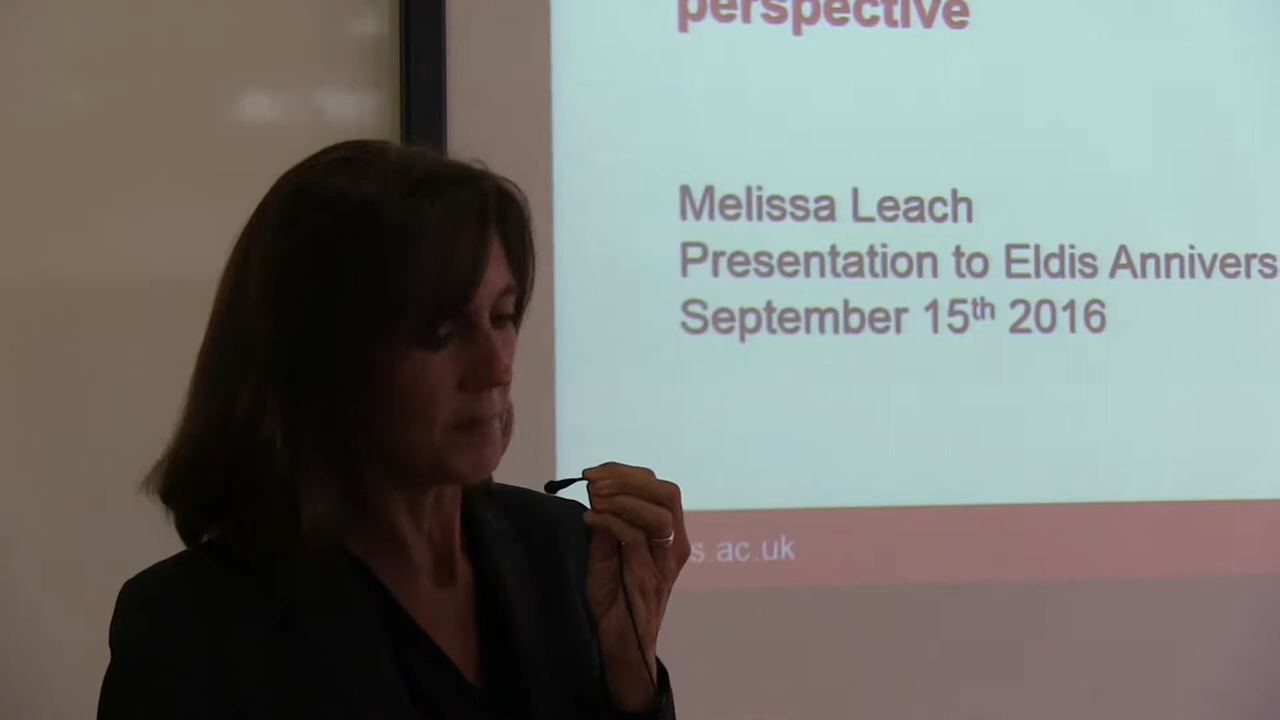 perspective
Melissa Leach
Presentation to Eldis Annivers
September 15th 2016
s.ac.uk